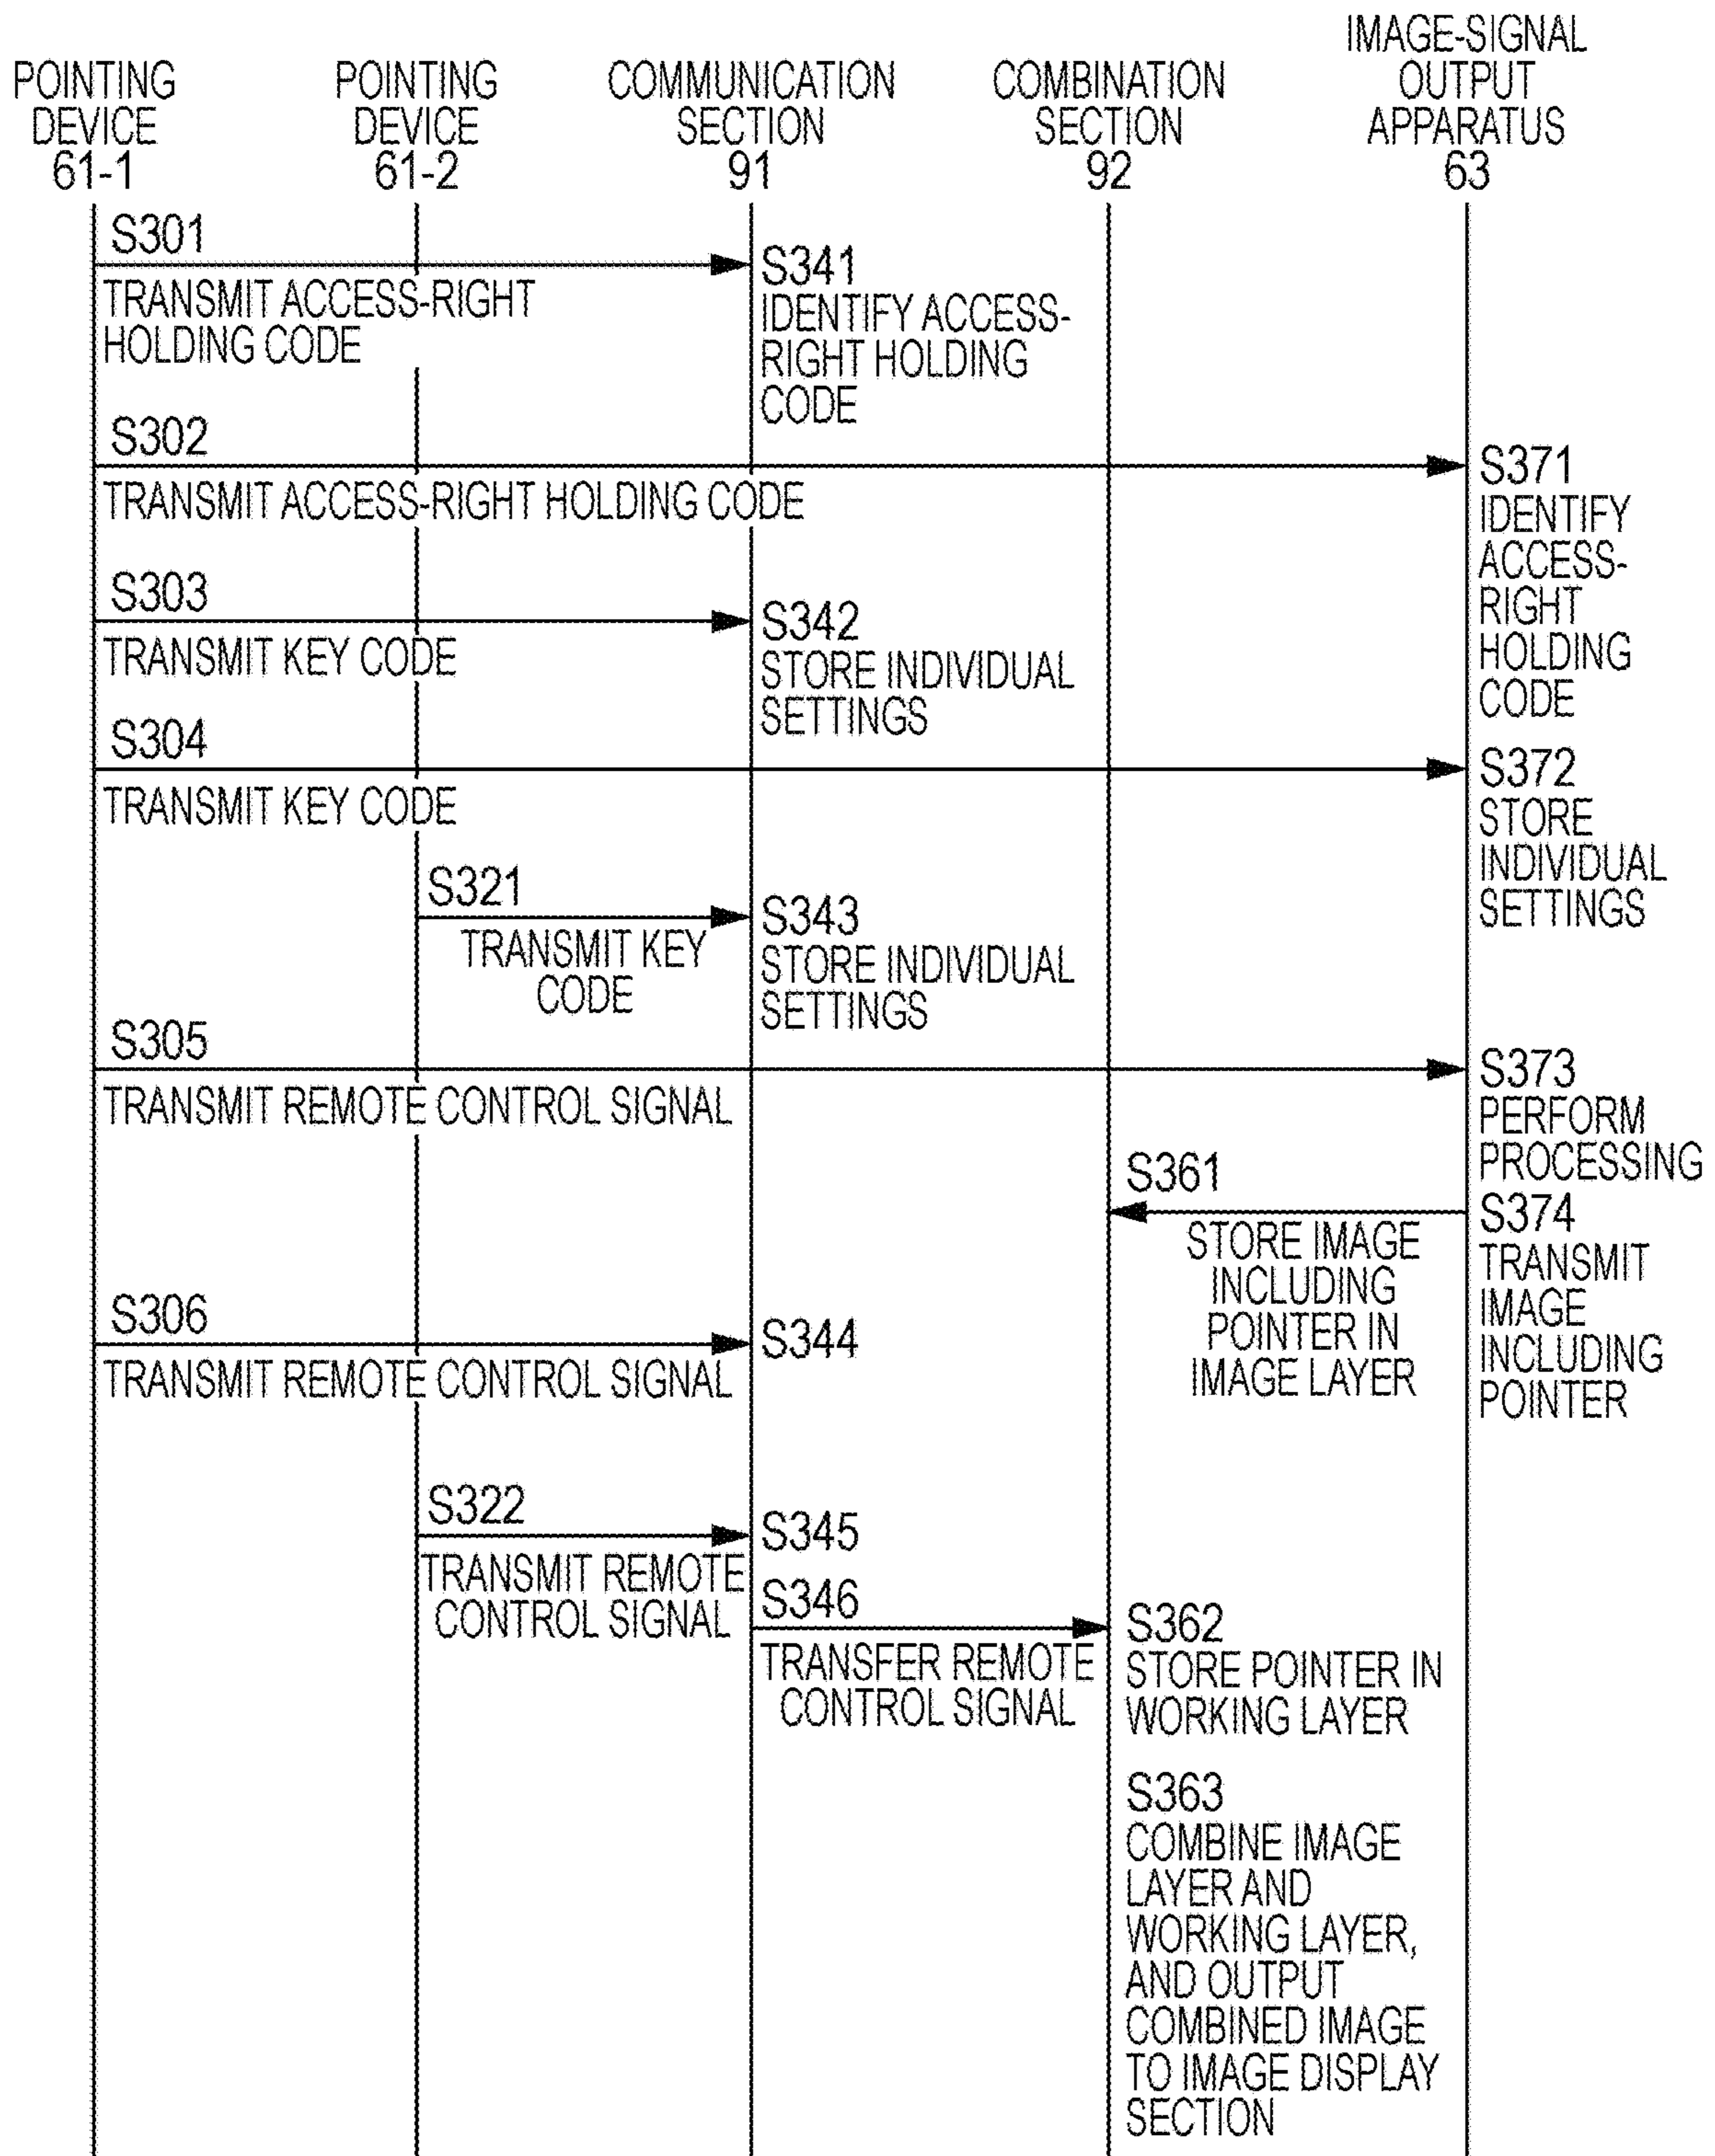 POINTING
DEVICE
61-1
POINTING
DEVICE
61-2
COMMUNICATION
SECTION
91
COMBINATION
SECTION
92
IMAGE-SIGNAL
OUTPUT
APPARATUS
63
S301
TRANSMIT ACCESS-RIGHT
HOLDING CODE
S341
IDENTIFY ACCESS-
RIGHT HOLDING
CODE
S302
TRANSMIT ACCESS-RIGHT HOLDING CODE
S371
IDENTIFY
ACCESS-
RIGHT
HOLDING
CODE
S303
TRANSMIT KEY CODE
S342
STORE INDIVIDUAL
SETTINGS
S304
TRANSMIT KEY CODE
S372
STORE
INDIVIDUAL
SETTINGS
S321
TRANSMIT KEY
CODE
S343
STORE INDIVIDUAL
SETTINGS
S305
TRANSMIT REMOTE CONTROL SIGNAL
S373
PERFORM
PROCESSING
S361
STORE IMAGE
INCLUDING
POINTER IN
IMAGE LAYER
S374
TRANSMIT
IMAGE
INCLUDING
POINTER
S306
TRANSMIT REMOTE CONTROL SIGNAL
S344
S322
TRANSMIT REMOTE
CONTROL SIGNAL
S345
S346
TRANSFER REMOTE
CONTROL SIGNAL
S362
STORE POINTER IN
WORKING LAYER
S363
COMBINE IMAGE
LAYER AND
WORKING LAYER,
AND OUTPUT
COMBINED IMAGE
TO IMAGE DISPLAY
SECTION